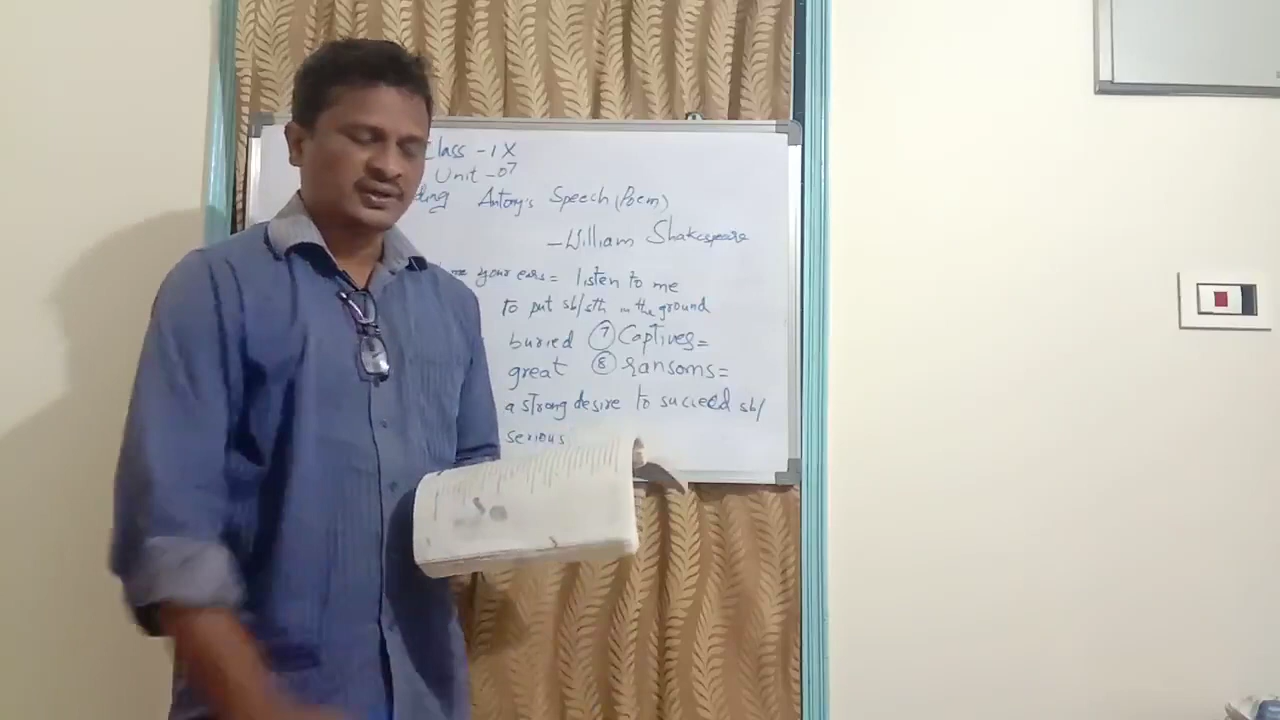 Class - IX
Unit - 07
Antony's Speech (Poem)
- William Shakespeare
your ears = listen to me
to put sb/sth in the ground
buried ⑦ Captives =
great ⑧ ransoms =
a strong desire to succeed sb/
serious